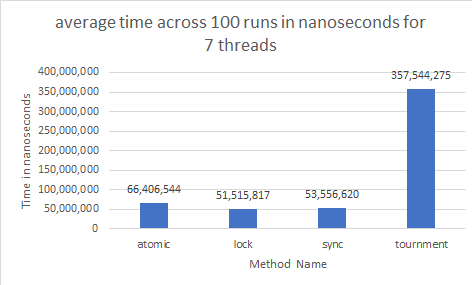 average time across 100 runs in nanoseconds for
7 threads
Time in nanoseconds
400,000,000
350,000,000
300,000,000
250,000,000
200,000,000
150,000,000
100,000,000
50,000,000
0
66,406,544
51,515,817
53,556,620
357,544,275
atomic
lock
sync
tournment
Method Name